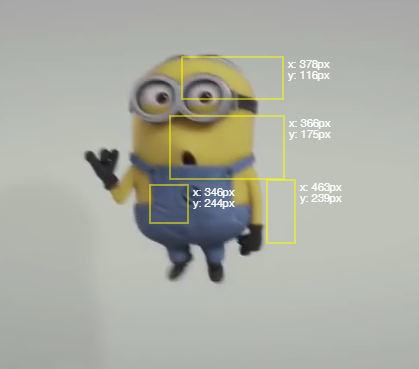 x: 378px
y: 116px
x: 366px
y: 175px
x: 346px
y: 244px
x: 463px
y: 239px